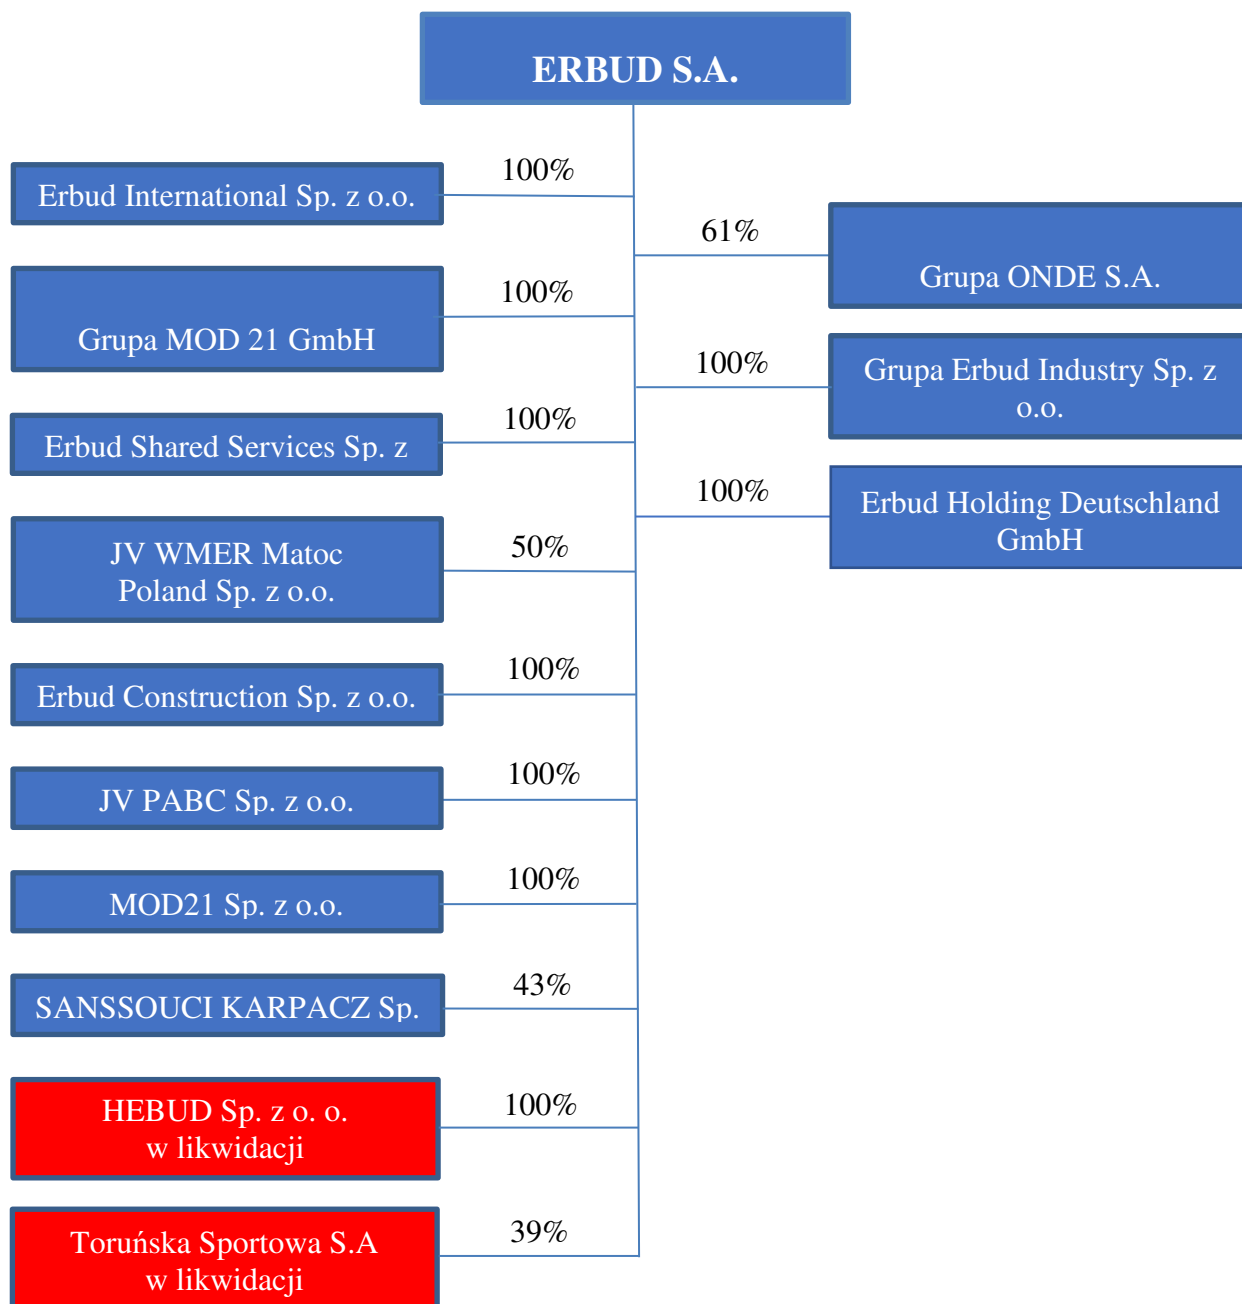 ERBUD S.A.
100%
Erbud International Sp. z o.o.
61%
Grupa ONDE S.A.
100%
Grupa MOD 21 GmbH
100%
Grupa Erbud Industry Sp. z
o.o.
100%
Erbud Shared Services Sp. z
100%
Erbud Holding Deutschland
GmbH
50%
JV WMER Matoc
Poland Sp. z o.o.
100%
Erbud Construction Sp. z o.o.
100%
JV PABC Sp. z o.o.
100%
MOD21 Sp. z o.o.
43%
SANSSOUCI KARPACZ Sp.
100%
HEBUD Sp. z o. o.
w likwidacji
39%
Toruńska Sportowa S.A
w likwidacji